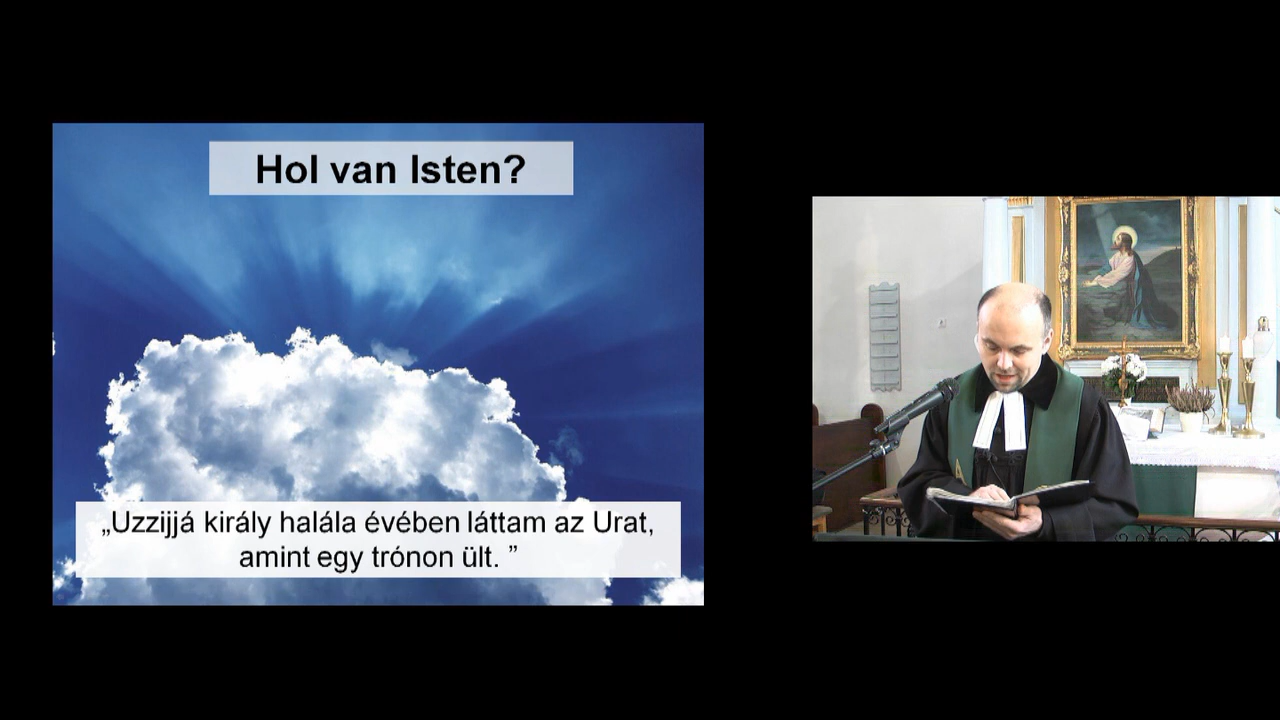 Hol van Isten?
„Uzzijjá király halála évében láttam az Urat,
amint egy trónon ült. ”